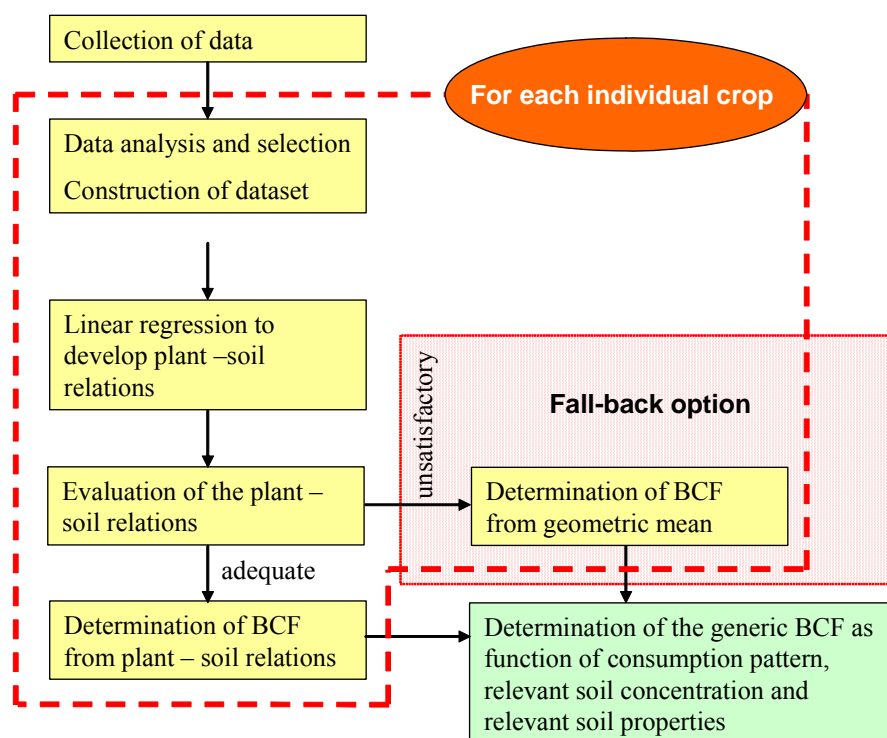 Collection of data
For each individual crop
Data analysis and selection
Construction of dataset
Linear regression to
develop plant –soil
relations
unsatisfactory
Fall-back option
Evaluation of the plant –
soil relations
Determination of BCF
from geometric mean
adequate
Determination of BCF
from plant – soil relations
Determination of the generic BCF as
function of consumption pattern,
relevant soil concentration and
relevant soil properties